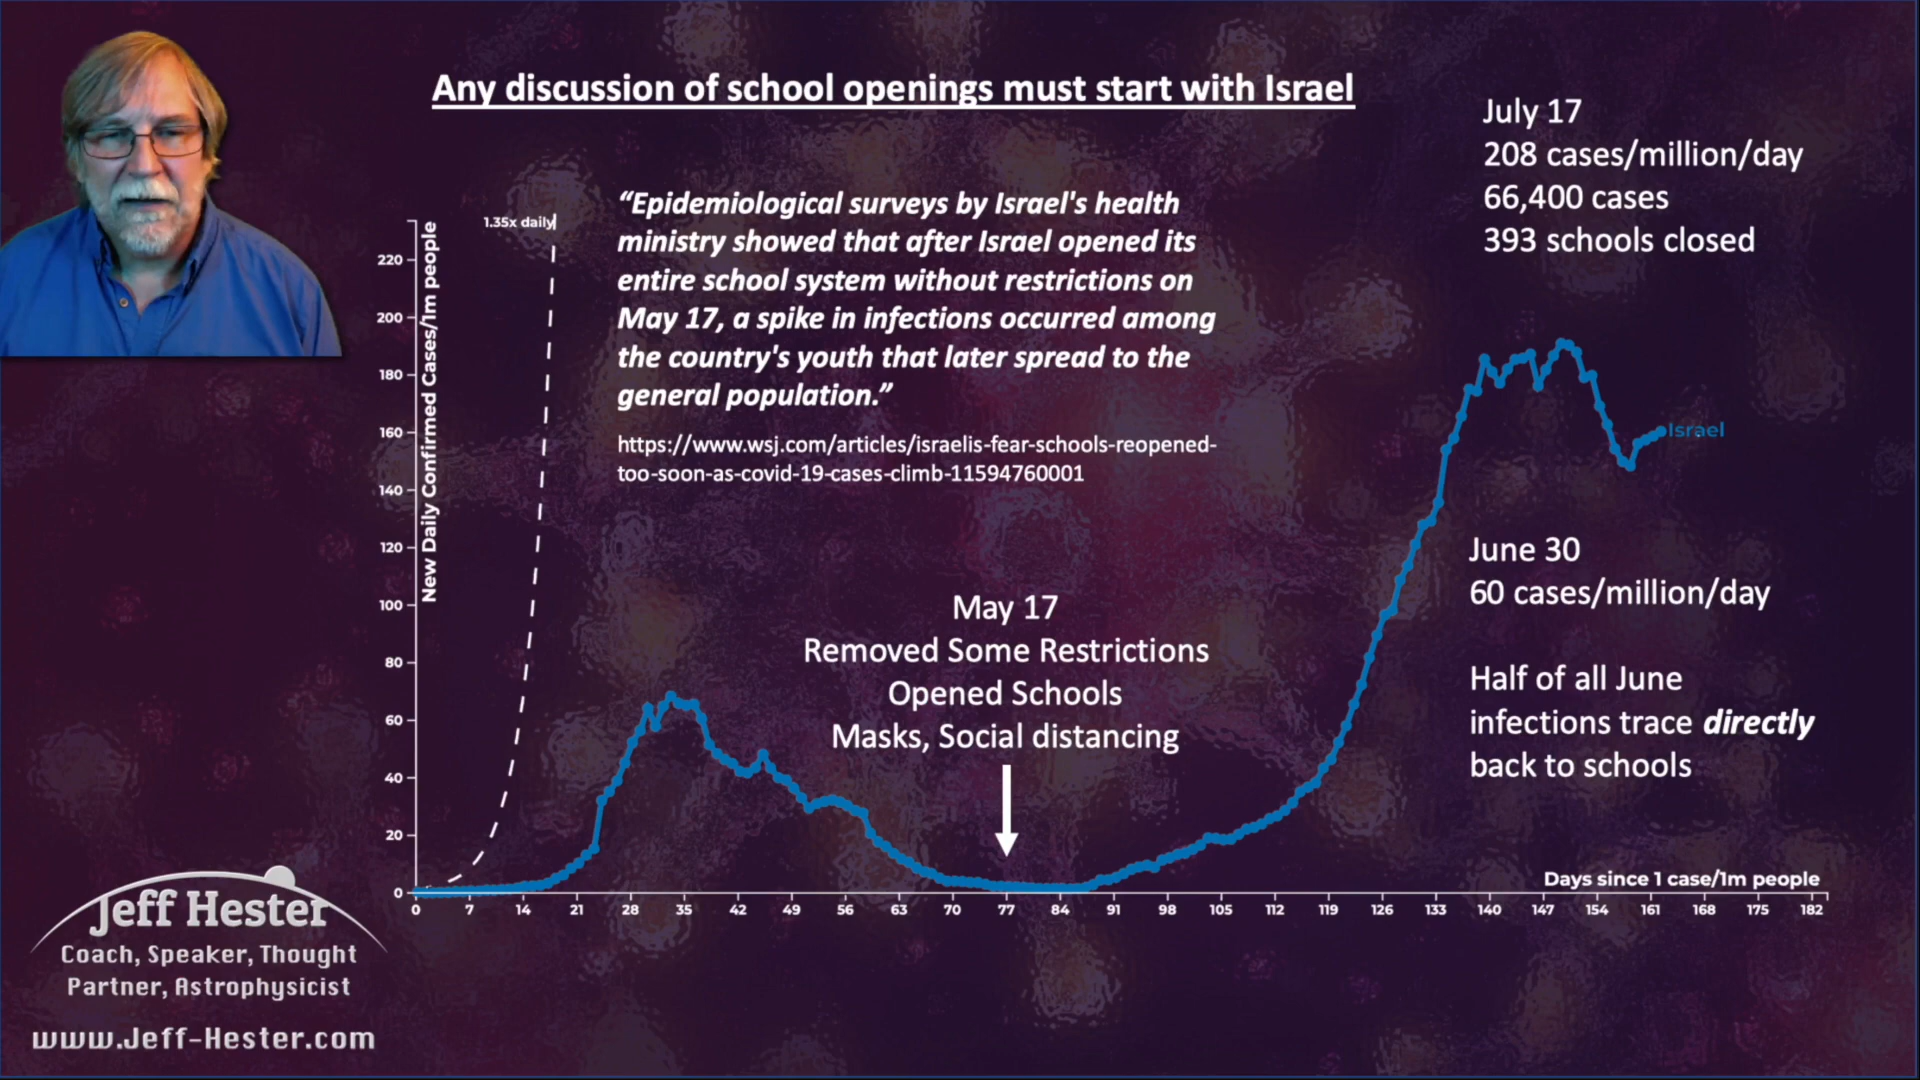 Any discussion of school openings must start with Israel
July 17
208 cases/million/day
66,400 cases
393 schools closed
“Epidemiological surveys by Israel's health
ministry showed that after Israel opened its
entire school system without restrictions on
May 17, a spike in infections occurred among
the country's youth that later spread to the
general population.”
https://www.wsj.com/articles/israelis-fear-schools-reopened-
too-soon-as-covid-19-cases-climb-11594760001
1.35x daily
New Daily Confirmed Cases/1m people
220
200
180
160
140
120
100
80
60
40
20
0
Israel
June 30
60 cases/million/day
Half of all June
infections trace directly
back to schools
May 17
Removed Some Restrictions
Opened Schools
Masks, Social distancing
Days since 1 case/1m people
0 7 14 21 28 35 42 49 56 63 70 77 84 91 98 105 112 119 126 133 140 147 154 161 168 175 182
Jeff Hester
Coach, Speaker, Thought
Partner, Astrophysicist
www.Jeff-Hester.com